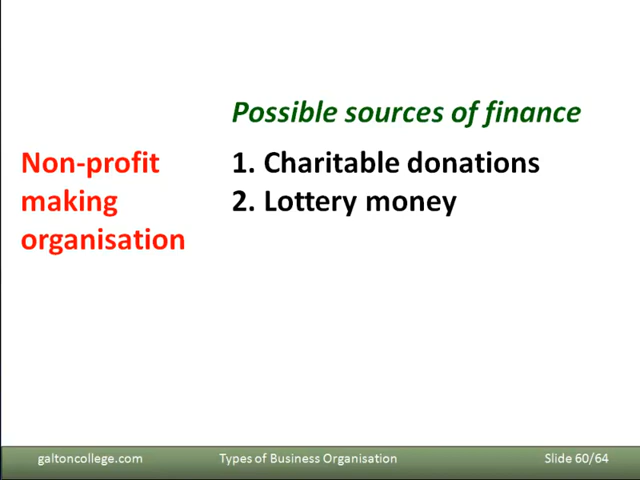 Possible sources of finance
Non-profit
making
organisation
1. Charitable donations
2. Lottery money
galtoncollege.com
Types of Business Organisation
Slide 60/64